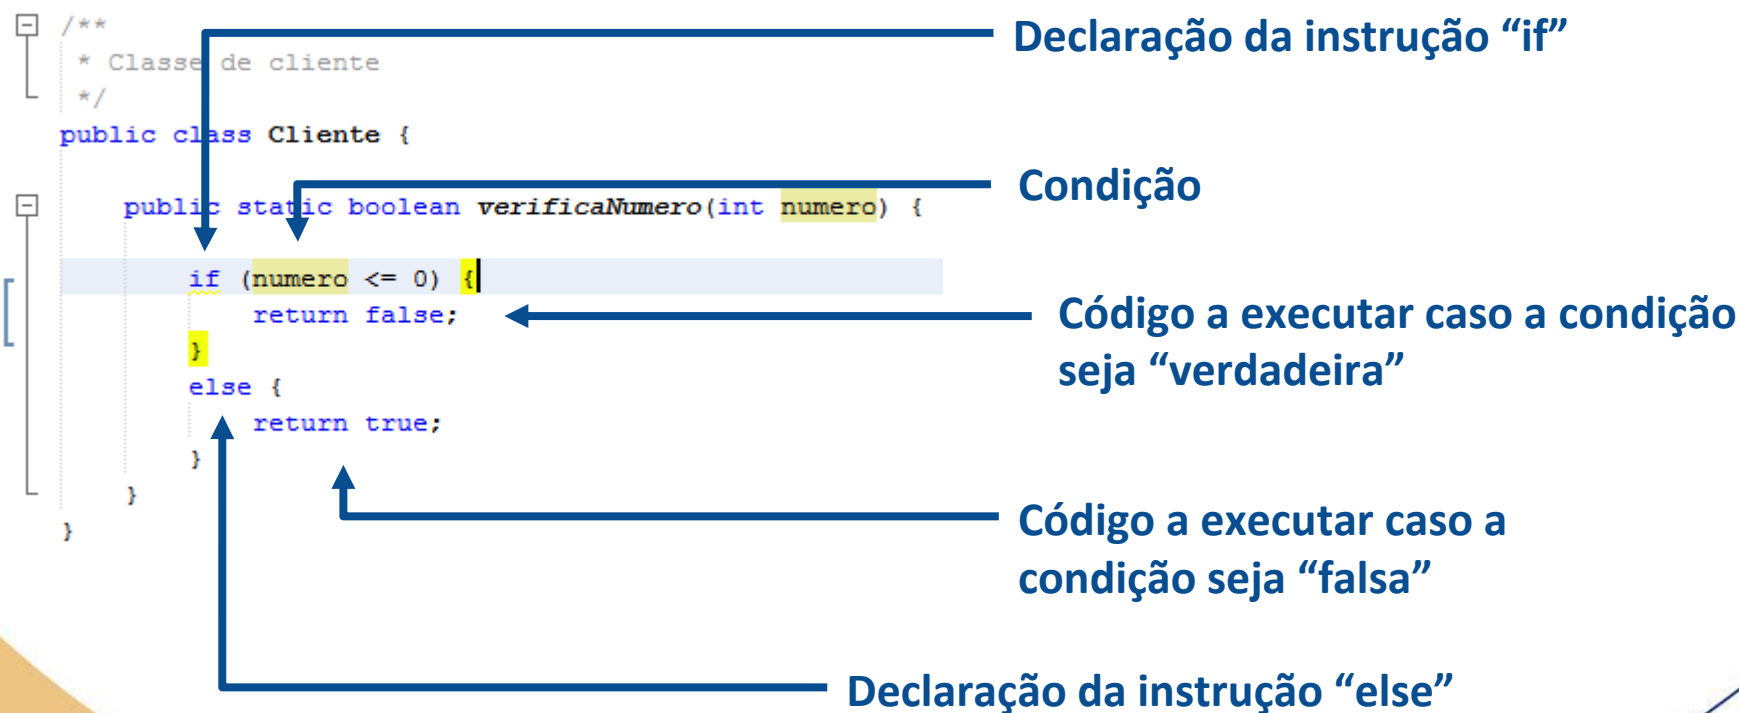 /**
* Classe de cliente
*/
public class Cliente {
public static boolean verificaNumero(int numero) {
if (numero <= 0) {
return false;
}
else {
return true;
}
}
}
Declaração da instrução “if”
Condição
Código a executar caso a condição
seja “verdadeira”
Código a executar caso a
condição seja “falsa”
Declaração da instrução “else”